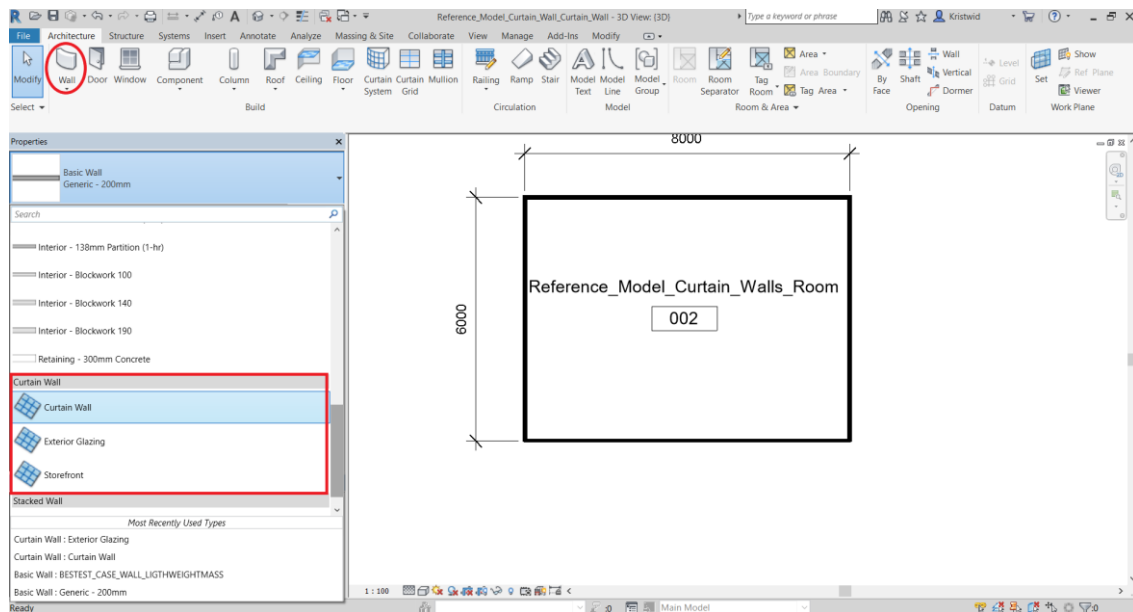 Reference_Model_Curtain_Wall_Curtain_Wall - 3D View: {3D}
Type a keyword or phrase
Kristwid
File Architecture Structure Systems Insert Annotate Analyze Massing & Site Collaborate View Manage Add-Ins Modify
Modify Wall Door Window Component Column Roof Ceiling Floor Curtain System Curtain Grid Mullion Railing Ramp Stair Model Text Model Line Model Group Room Room Separator Tag Room Area Area Boundary Tag Area By Face Shaft Wall Vertical Dormer Level Grid Set Show Ref Plane Viewer
Select Build Circulation Model Room & Area Opening Datum Work Plane
Properties
Basic Wall
Generic - 200mm
Search
Interior - 138mm Partition (1-hr)
Interior - Blockwork 100
Interior - Blockwork 140
Interior - Blockwork 190
Retaining - 300mm Concrete
Curtain Wall
Curtain Wall
Exterior Glazing
Storefront
Stacked Wall
Most Recently Used Types
Curtain Wall : Exterior Glazing
Curtain Wall : Curtain Wall
Basic Wall : BESTEST_CASE_WALL_LIGTHWEIGHTMASS
Basic Wall : Generic - 200mm
8000
6000
Reference_Model_Curtain_Walls_Room
002
1 : 100
Ready
:0
Main Model
:0